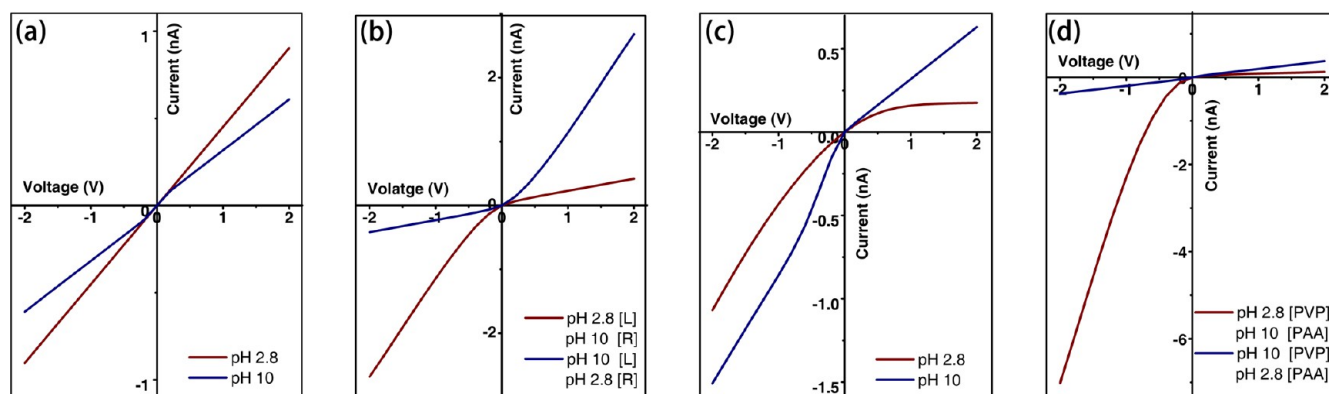 (a)
Current (nA)
1
Voltage (V)
-2
-1
0
0
1
2
-1
pH 2.8
pH 10
(b)
Current (nA)
2
Volatge (V)
-2
-1
0
0
1
2
-2
pH 2.8 [L]
pH 10 [R]
pH 10 [L]
pH 2.8 [R]
(c)
0.5
Voltage (V)
0.0
-2
-1
0
1
2
Current (nA)
-0.5
-1.0
-1.5
pH 2.8
pH 10
(d)
Voltage (V)
0
-2
-1
0
1
2
Current (nA)
-2
-4
-6
pH 2.8 [PVP]
pH 10 [PAA]
pH 10 [PVP]
pH 2.8 [PAA]